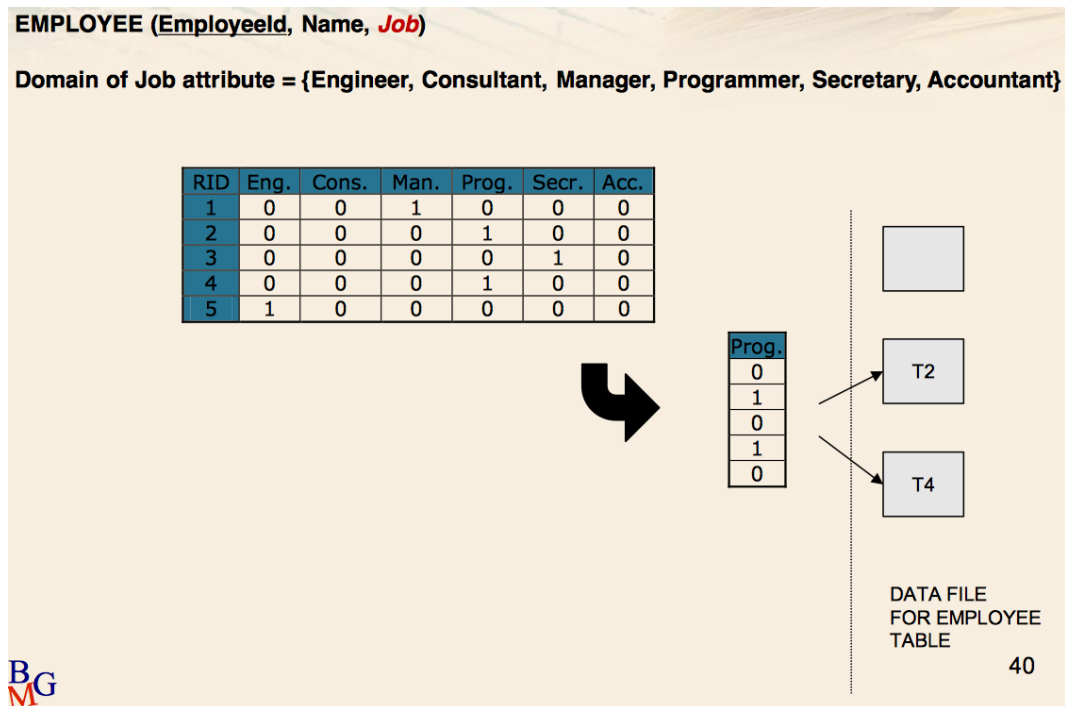 EMPLOYEE (EmployeeId, Name, Job)
Domain of Job attribute = {Engineer, Consultant, Manager, Programmer, Secretary, Accountant}
RID Eng. Cons. Man. Prog. Secr. Acc.
1 0 0 1 0 0 0
2 0 0 0 1 0 0
3 0 0 0 0 1 0
4 0 0 0 1 0 0
5 1 0 0 0 0 0
Prog.
0
1
0
1
0
T2
T4
DATA FILE
FOR EMPLOYEE
TABLE
40
BMG